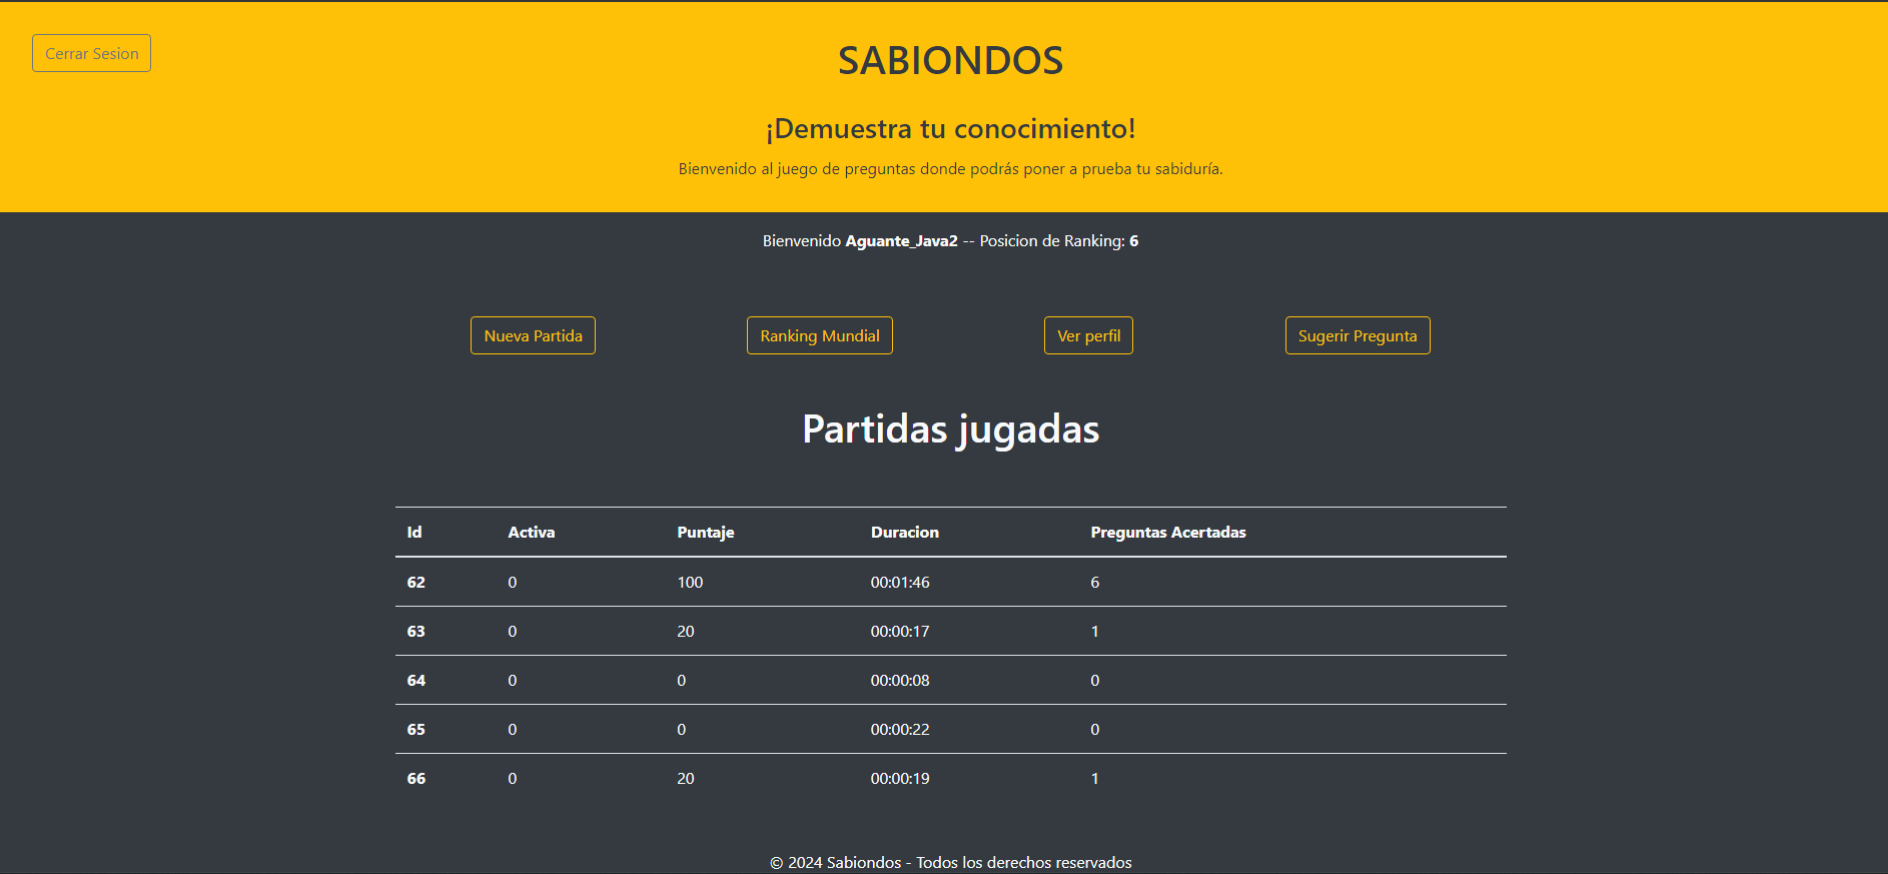 Cerrar Sesion
SABIONDOS
¡Demuestra tu conocimiento!
Bienvenido al juego de preguntas donde podrás poner a prueba tu sabiduría.
Bienvenido Aguante_Java2 -- Posicion de Ranking: 6
Nueva Partida Ranking Mundial Ver perfil Sugerir Pregunta
Partidas jugadas
Id Activa Puntaje Duracion Preguntas Acertadas
62 0 100 00:01:46 6
63 0 20 00:00:17 1
64 0 0 00:00:08 0
65 0 0 00:00:22 0
66 0 20 00:00:19 1
© 2024 Sabiondos - Todos los derechos reservados